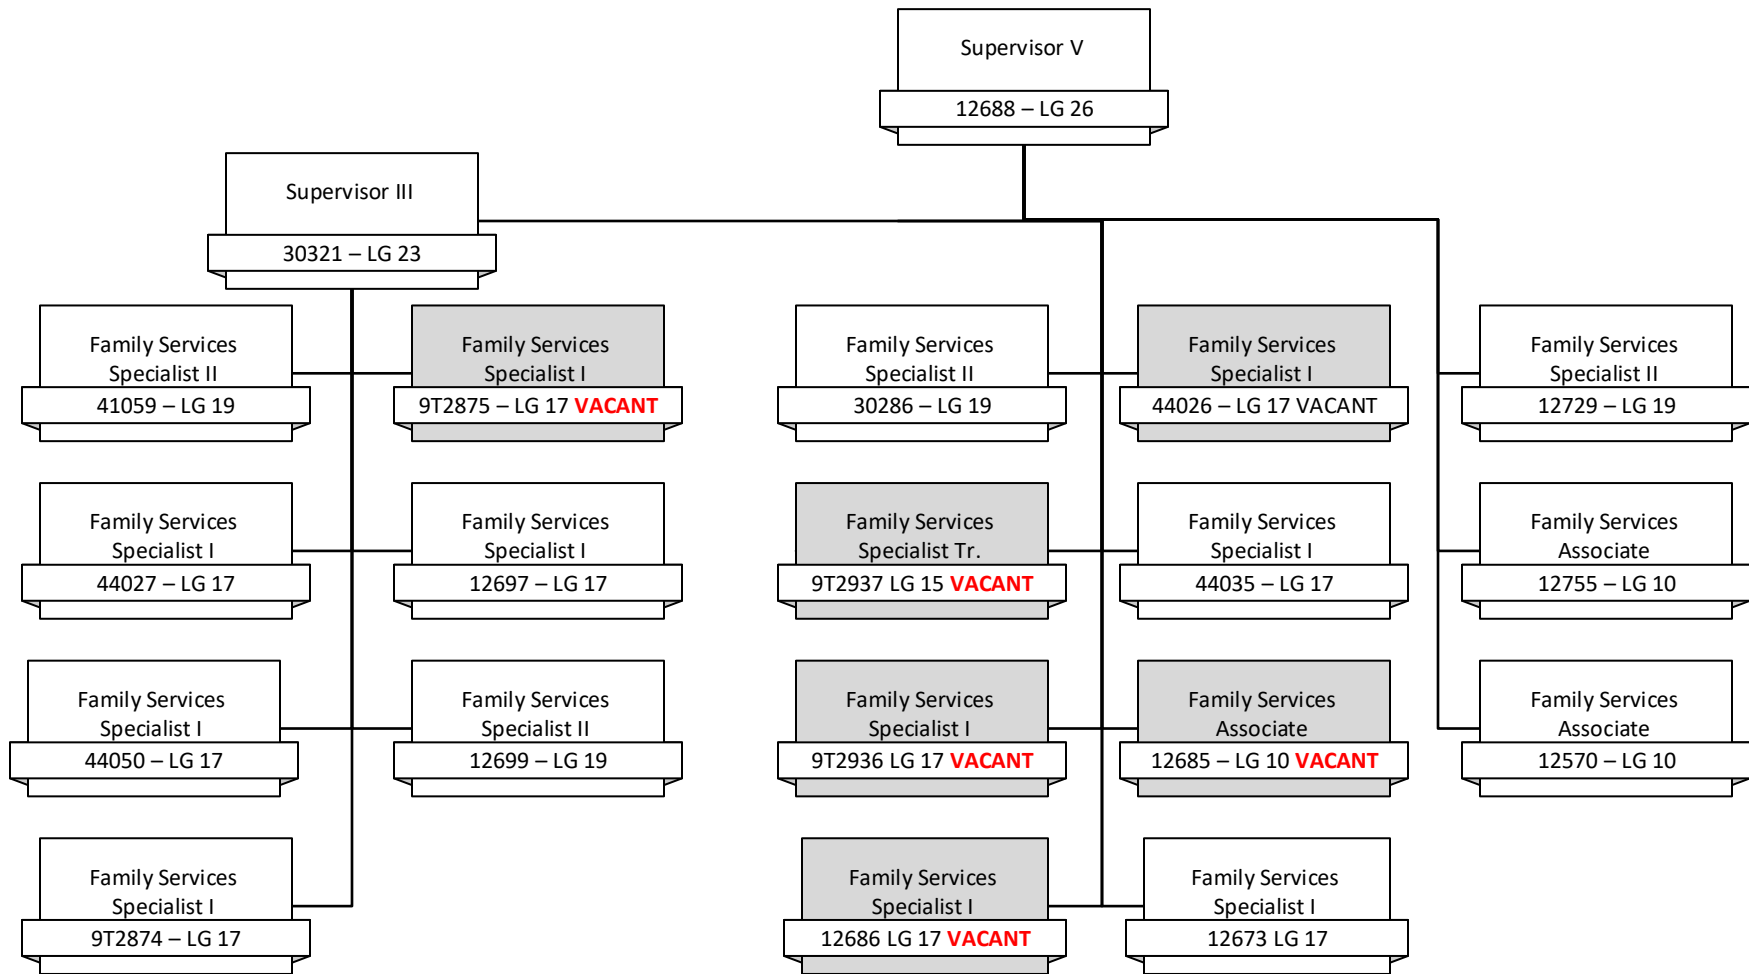 Supervisor V
12688 – LG 26
Supervisor III
30321 – LG 23
Family Services
Specialist II
41059 – LG 19
Family Services
Specialist I
9T2875 – LG 17 VACANT
Family Services
Specialist II
30286 – LG 19
Family Services
Specialist I
44026 – LG 17 VACANT
Family Services
Specialist II
12729 – LG 19
Family Services
Specialist I
44027 – LG 17
Family Services
Specialist I
12697 – LG 17
Family Services
Specialist Tr.
9T2937 LG 15 VACANT
Family Services
Specialist I
44035 – LG 17
Family Services
Associate
12755 – LG 10
Family Services
Specialist I
44050 – LG 17
Family Services
Specialist II
12699 – LG 19
Family Services
Specialist I
9T2936 LG 17 VACANT
Family Services
Associate
12685 – LG 10 VACANT
Family Services
Associate
12570 – LG 10
Family Services
Specialist I
9T2874 – LG 17
Family Services
Specialist I
12686 LG 17 VACANT
Family Services
Specialist I
12673 LG 17